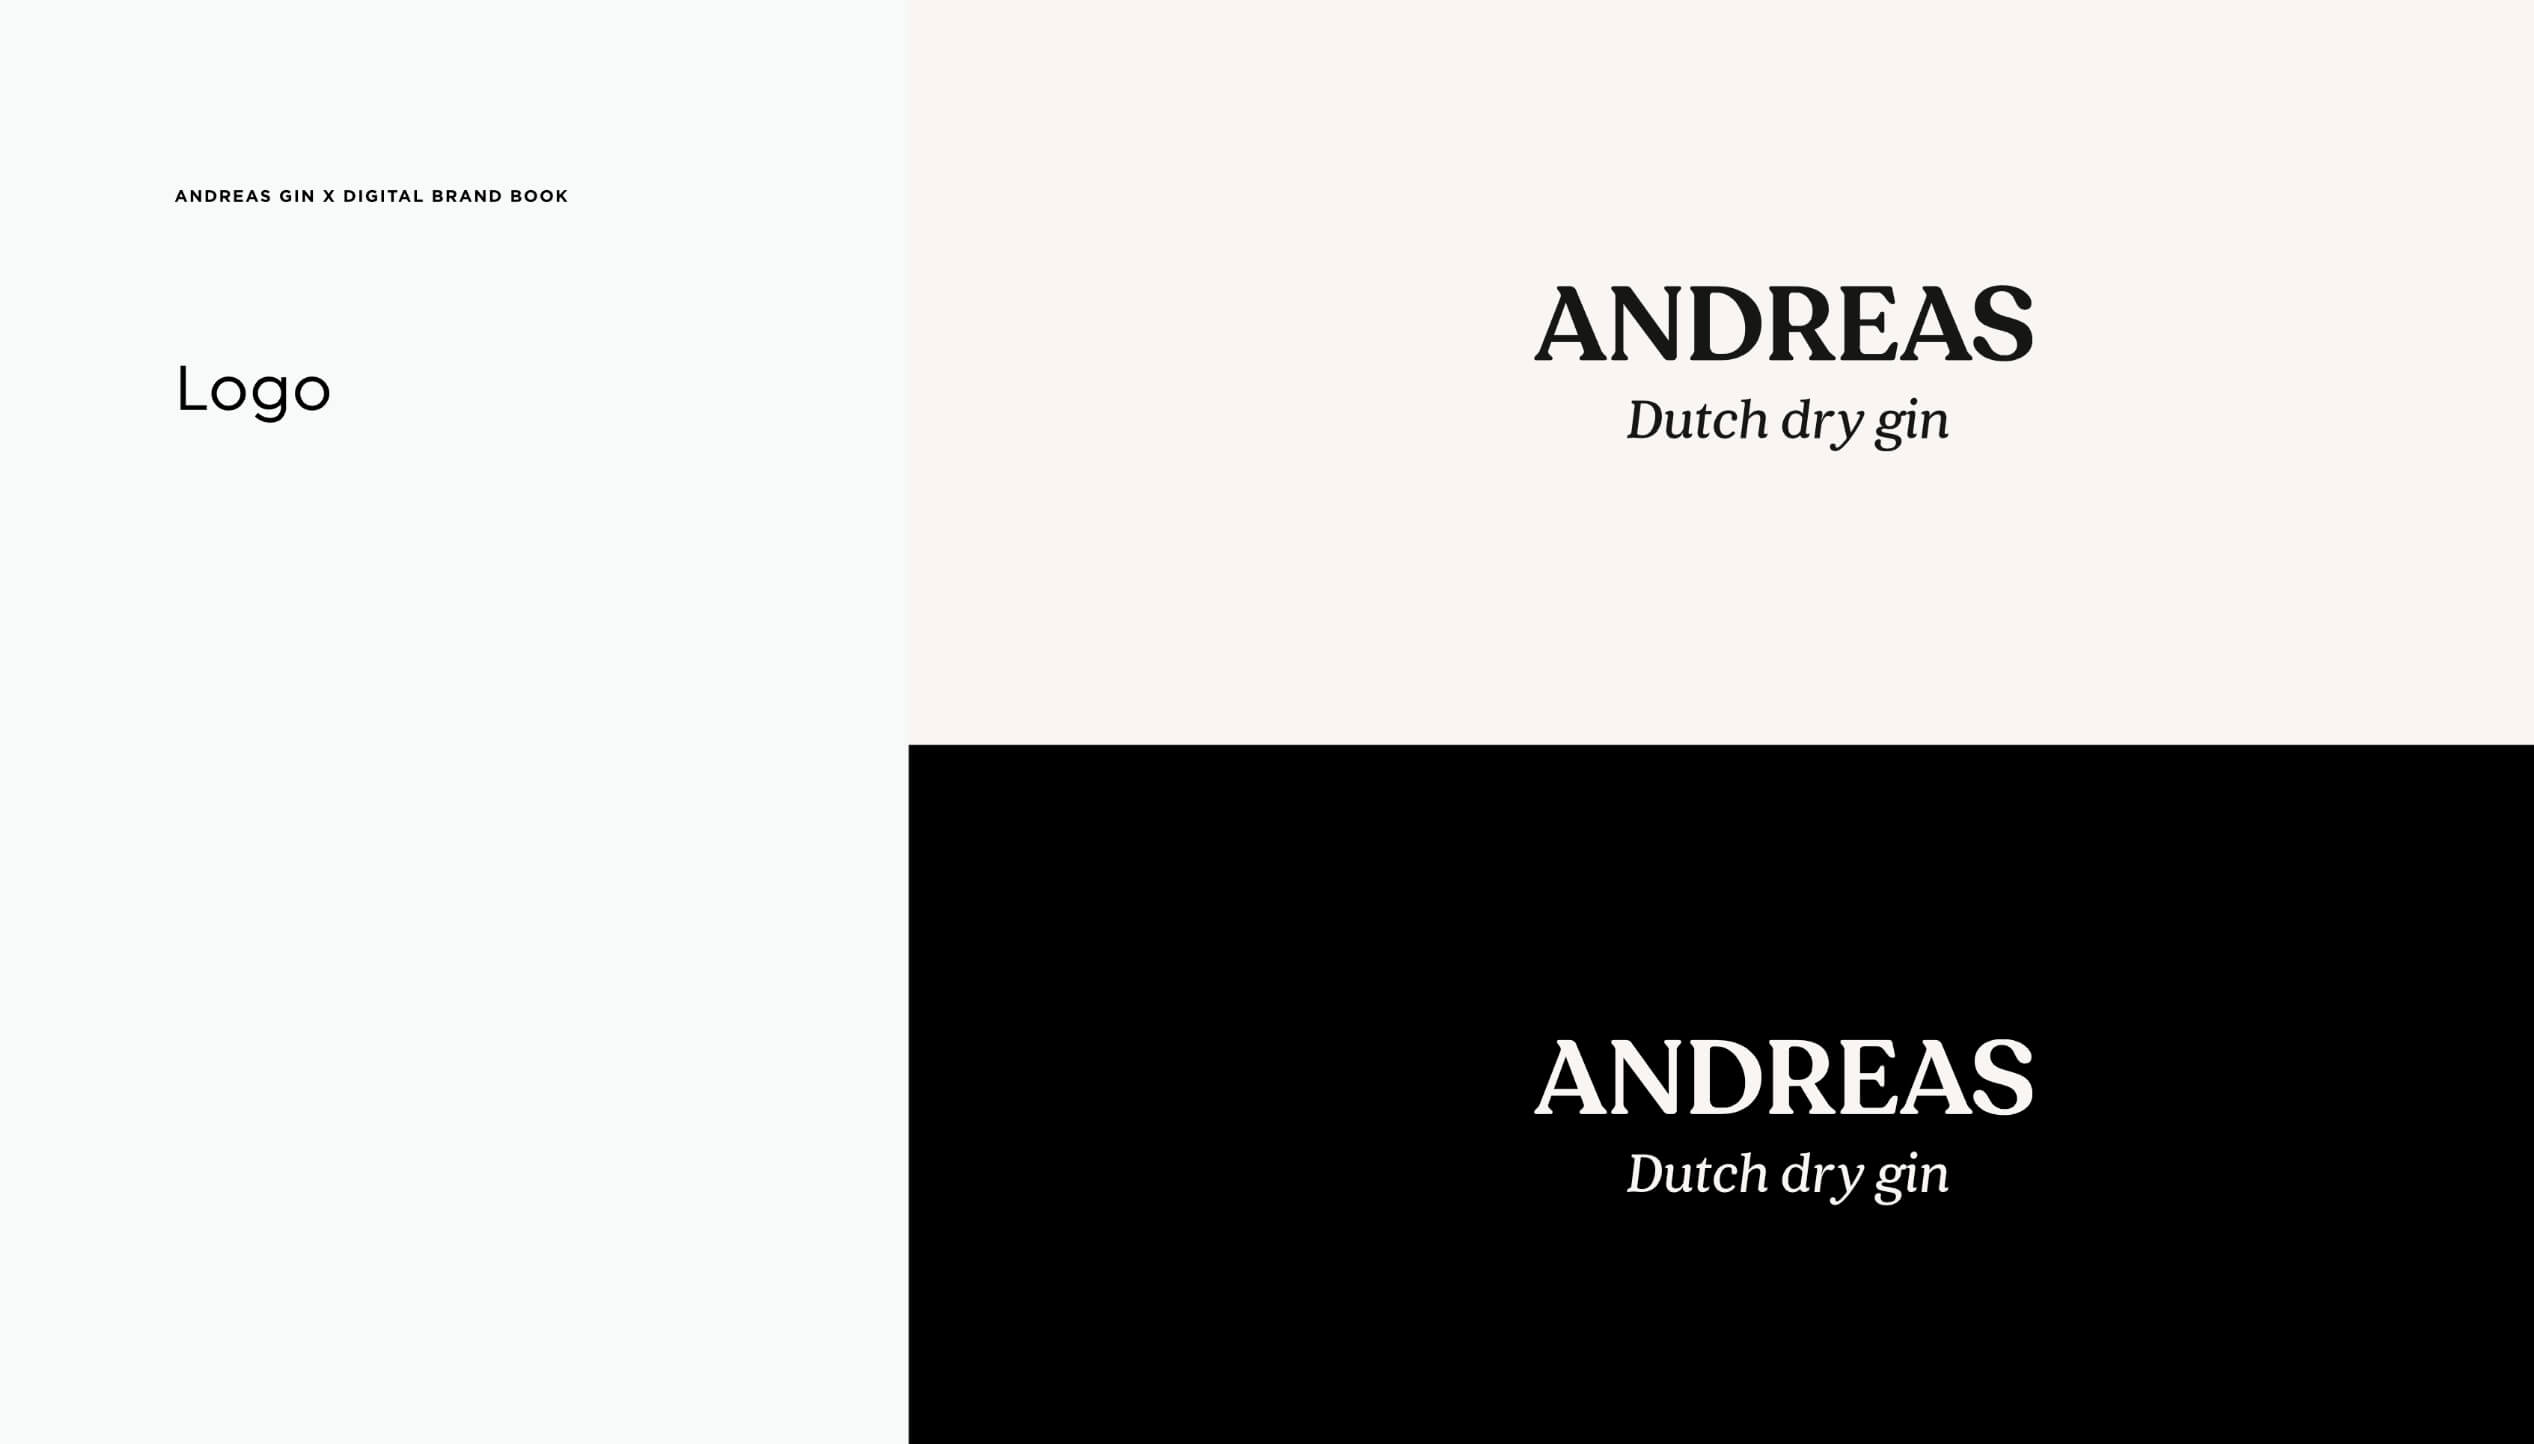 ANDREAS GIN X DIGITAL BRAND BOOK
Logo
ANDREAS
Dutch dry gin
ANDREAS
Dutch dry gin